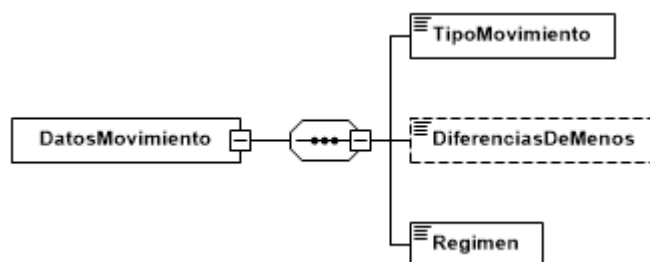 TipoMovimiento
DatosMovimiento
DiferenciasDeMenos
Regimen